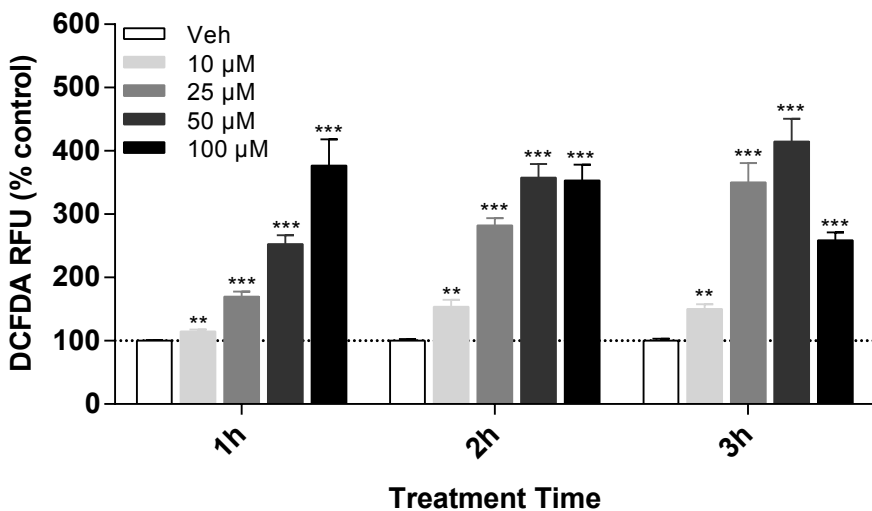 DCFDA RFU (% control)
600
500
400
300
200
100
0
Veh
10 µM
25 µM
50 µM
100 µM
** *** *** ***
** *** *** ***
** *** *** ***
1h 2h 3h
Treatment Time